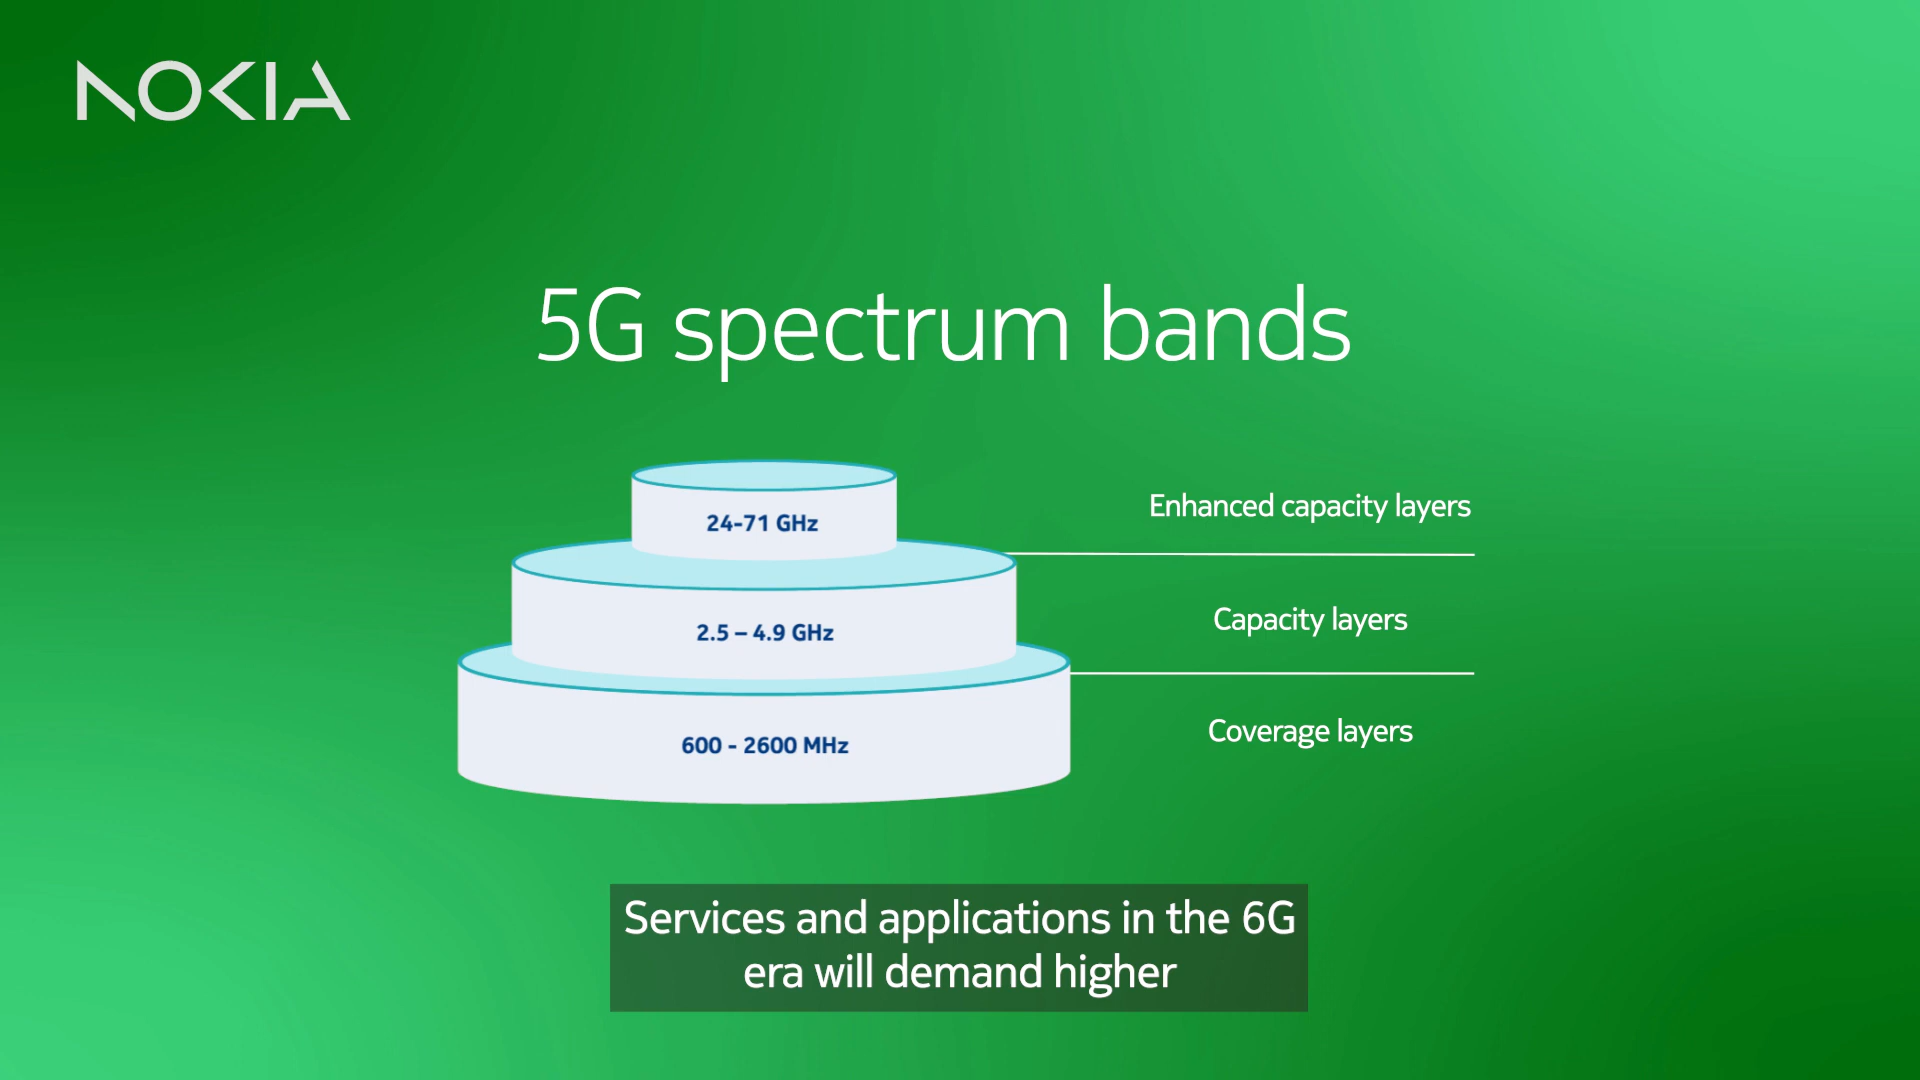 NOKIA
5G spectrum bands
24-71 GHz
Enhanced capacity layers
2.5 – 4.9 GHz
Capacity layers
600 - 2600 MHz
Coverage layers
Services and applications in the 6G
era will demand higher